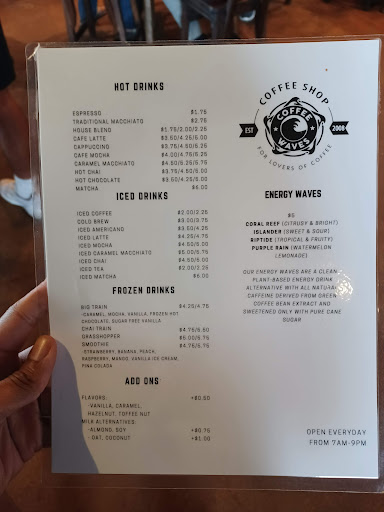 HOT DRINKS
ESPRESSO $1.75
TRADITIONAL MACCHIATO $2.75
HOUSE BLEND $1.75/2.00/2.25
CAFE LATTE $3.50/4.25/5.00
CAPPUCCINO $3.75/4.50/5.25
CAFE MOCHA $4.00/4.75/5.25
CARAMEL MACCHIATO $4.50/5.25/5.75
HOT CHAI $3.75/4.50/5.25
HOT CHOCOLATE $3.50/4.25/5.00
MATCHA $5.00
ICED DRINKS
ICED COFFEE $2.00/2.25
COLD BREW $3.00/3.75
ICED AMERICANO $3.00/4.25
ICED LATTE $4.25/4.75
ICED MOCHA $4.50/5.00
ICED CARAMEL MACCHIATO $5.00/5.75
ICED CHAI $4.50/5.00
ICED TEA $2.00/2.25
ICED MATCHA $6.00
FROZEN DRINKS
BIG TRAIN $4.25/4.75
-CARAMEL, MOCHA, VANILLA, FROZEN HOT
CHOCOLATE, SUGAR FREE VANILLA
CHAI TRAIN $4.75/5.50
GRASSHOPPER $5.00/5.75
SMOOTHIE $4.75/5.75
-STRAWBERRY, BANANA, PEACH,
RASPBERRY, MANGO, VANILLA ICE CREAM,
PINA COLADA
ADD ONS
FLAVORS: +$0.50
-VANILLA, CARAMEL,
HAZELNUT, TOFFEE NUT
MILK ALTERNATIVES:
-ALMOND, SOY +$0.75
- OAT, COCONUT +$1.00
COFFEE SHOP
EST
COFFEE
WAVES
2008
FOR LOVERS OF COFFEE
ENERGY WAVES
$5
CORAL REEF (CITRUSY & BRIGHT)
ISLANDER (SWEET & SOUR)
RIPTIDE (TROPICAL & FRUITY)
PURPLE RAIN (WATERMELON
LEMONADE)
OUR ENERGY WAVES ARE A CLEAN
PLANT-BASED ENERGY DRINK
ALTERNATIVE WITH ALL NATURAL
CAFFEINE DERIVED FROM GREEN
COFFEE BEAN EXTRACT AND
SWEETENED ONLY WITH PURE CANE
SUGAR
OPEN EVERYDAY
FROM 7AM-9PM